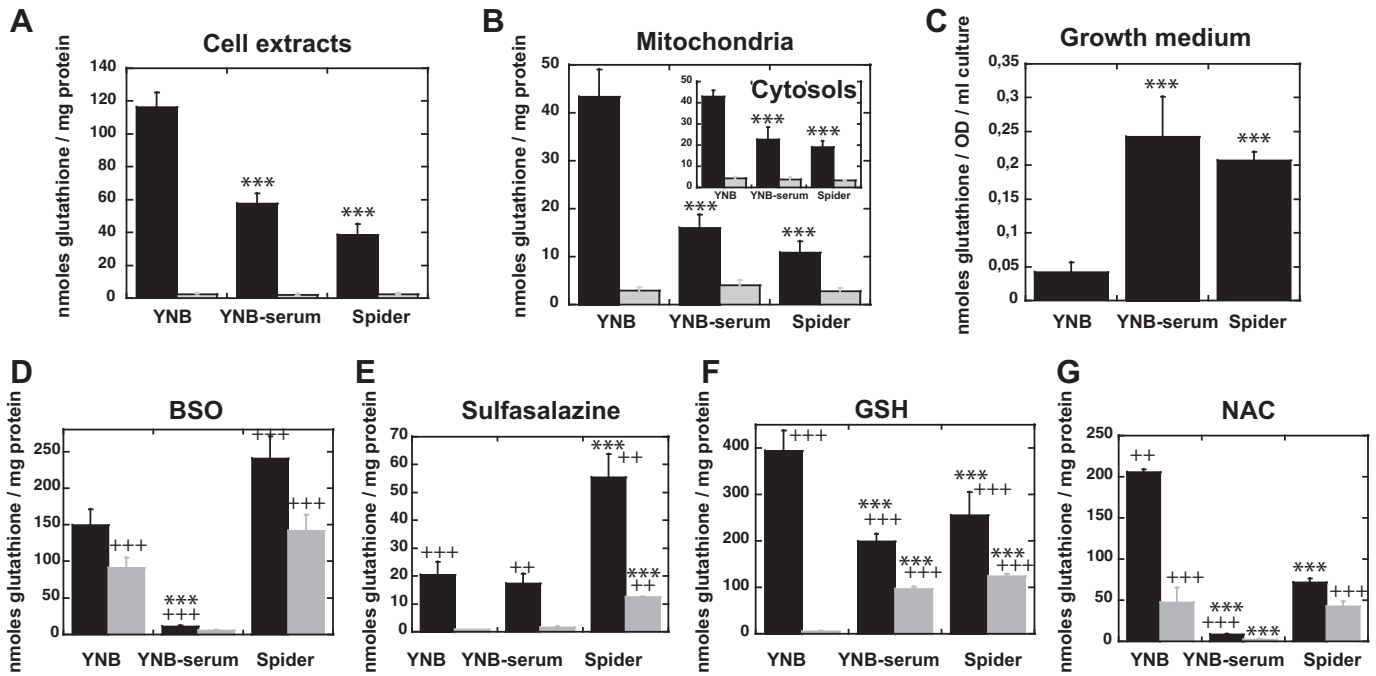 A
Cell extracts
nmoles glutathione / mg protein
140
120
100
80
60
40
20
0
***
***
YNB YNB-serum Spider
B
Mitochondria
50
40
30
20
10
0
nmoles glutathione / mg protein
***
***
YNB YNB-serum Spider
Cytosols
50
40
30
20
10
0
***
***
YNB YNB-serum Spider
C
Growth medium
nmoles glutathione / OD / ml culture
0,35
0,3
0,25
0,2
0,15
0,1
0,05
0
***
***
YNB YNB-serum Spider
D
BSO
nmoles glutathione / mg protein
250
200
150
100
50
0
+++
***
+++
+++
+++
YNB YNB-serum Spider
E
Sulfasalazine
nmoles glutathione / mg protein
70
60
50
40
30
20
10
0
+++
++
***
++
***
++
YNB YNB-serum Spider
F
GSH
nmoles glutathione / mg protein
400
300
200
100
0
+++
***
+++
***
+++
***
+++
***
+++
YNB YNB-serum Spider
G
NAC
nmoles glutathione / mg protein
250
200
150
100
50
0
++
+++
***
+++
***
***
+++
YNB YNB-serum Spider